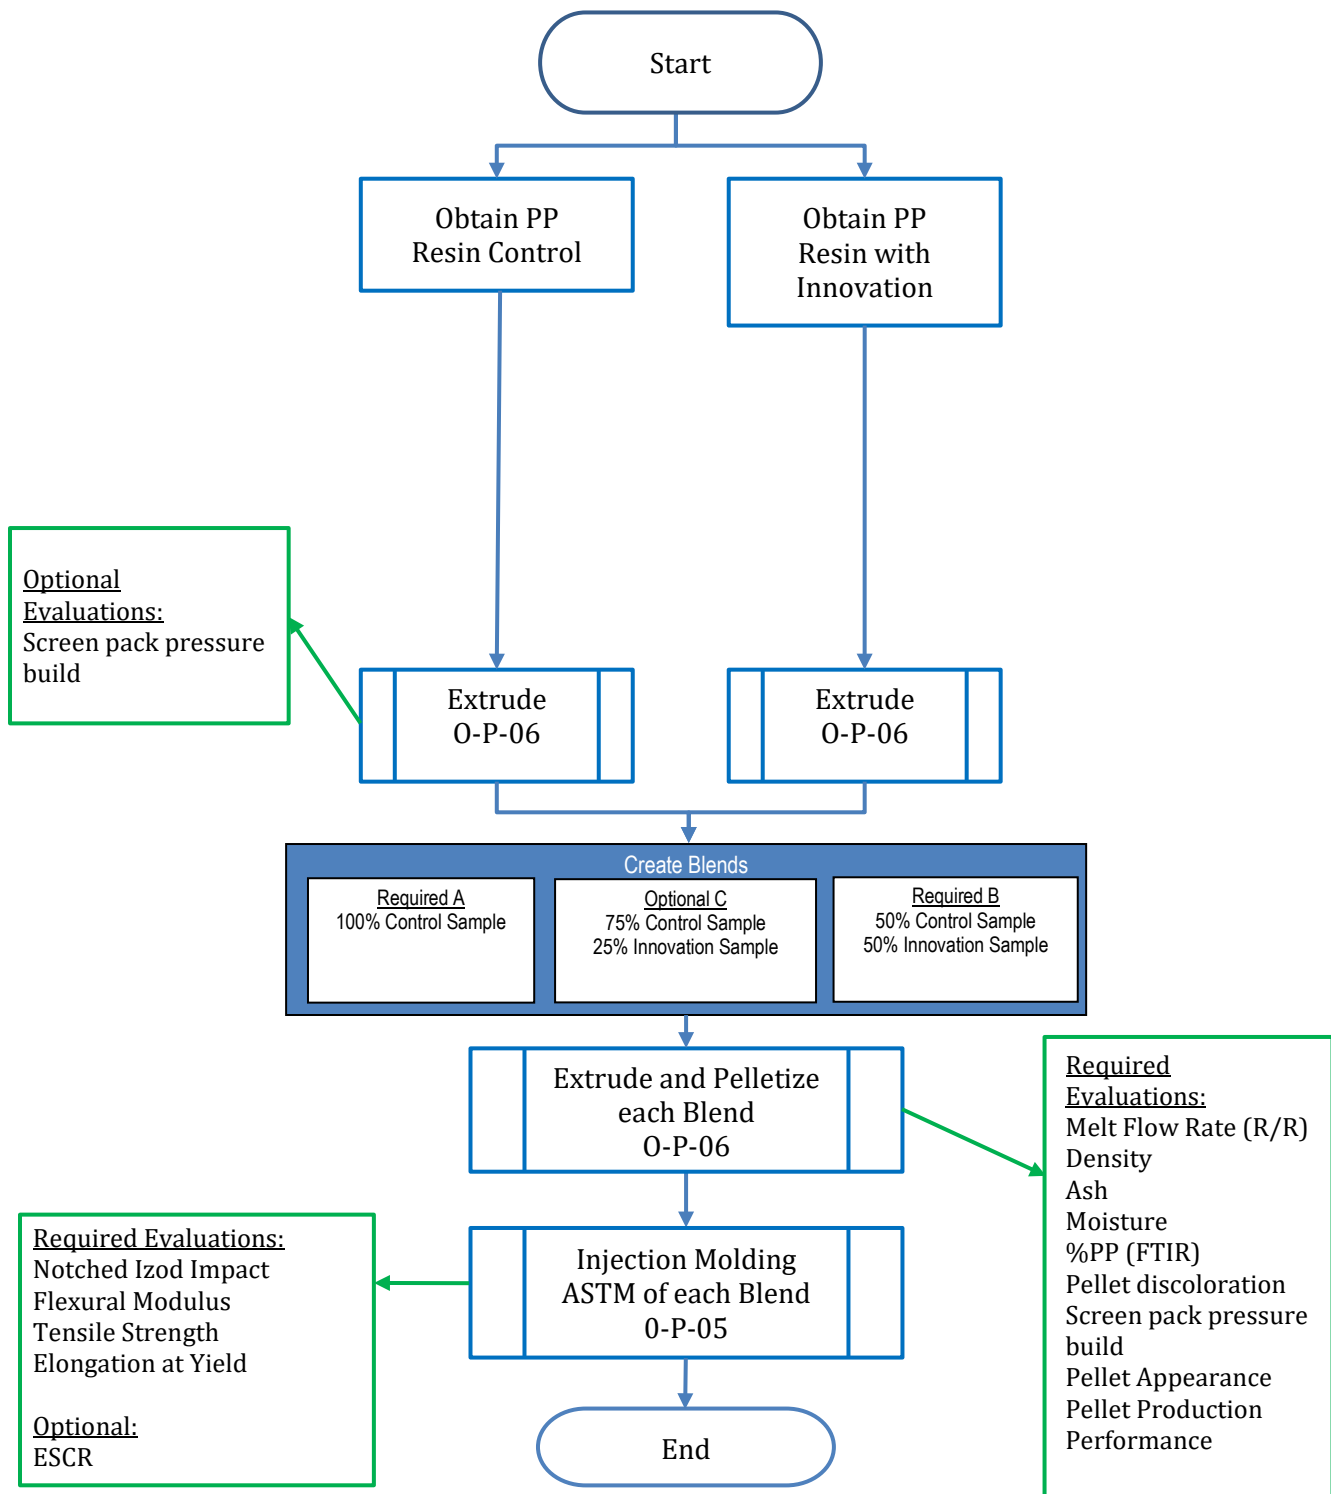 Start
Obtain PP
Resin Control
Obtain PP
Resin with
Innovation
Optional
Evaluations:
Screen pack pressure
build
Extrude
O-P-06
Extrude
O-P-06
Create Blends
Required A
100% Control Sample
Optional C
75% Control Sample
25% Innovation Sample
Required B
50% Control Sample
50% Innovation Sample
Extrude and Pelletize
each Blend
O-P-06
Required
Evaluations:
Melt Flow Rate (R/R)
Density
Ash
Moisture
%PP (FTIR)
Pellet discoloration
Screen pack pressure
build
Pellet Appearance
Pellet Production
Performance
Injection Molding
ASTM of each Blend
0-P-05
Required Evaluations:
Notched Izod Impact
Flexural Modulus
Tensile Strength
Elongation at Yield
Optional:
ESCR
End